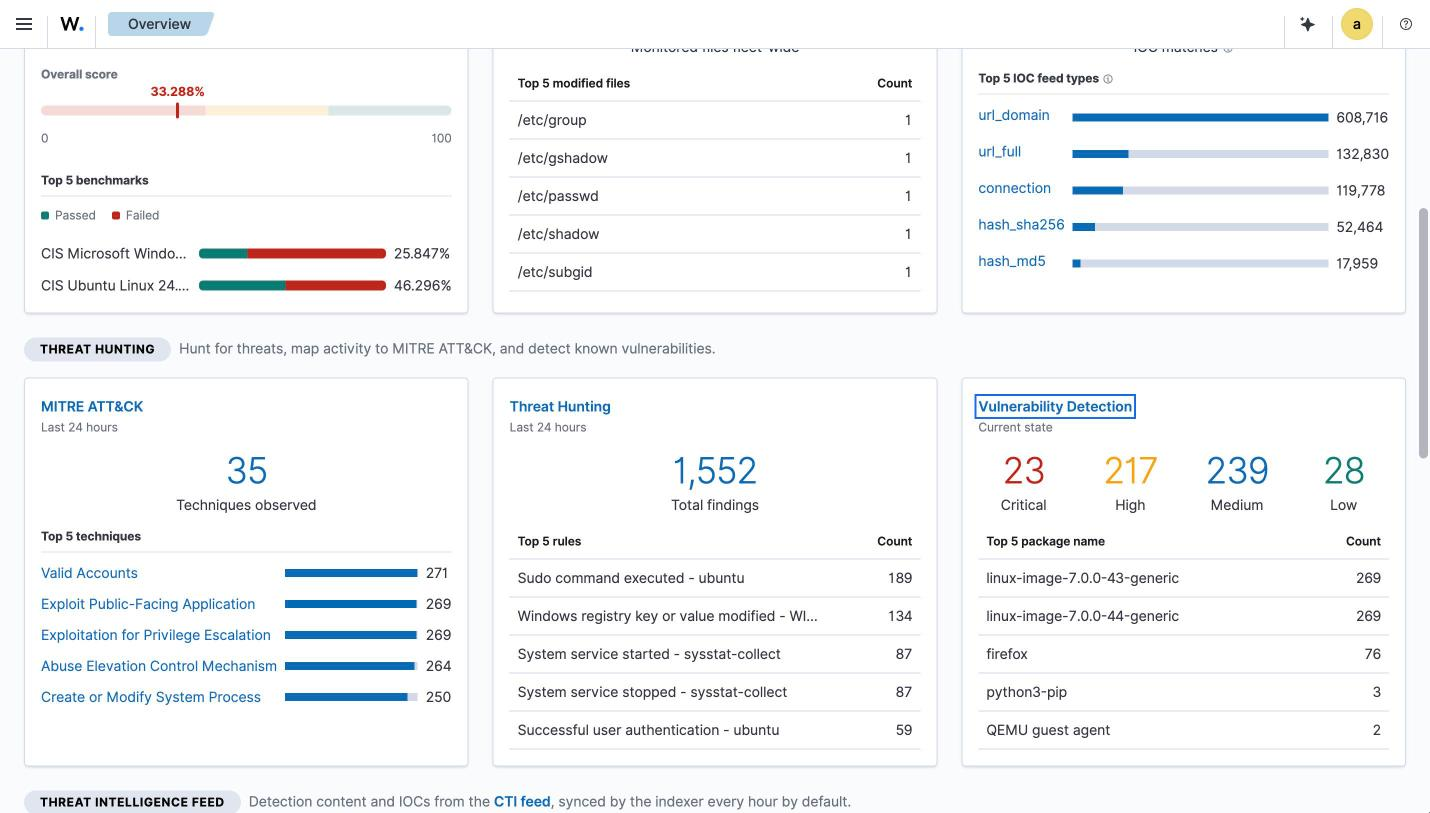 W.
Overview
a
Monitored files fleet-wide
IOC matches
Overall score
33.288%
0
100
Top 5 benchmarks
Passed
Failed
CIS Microsoft Windo...
25.847%
CIS Ubuntu Linux 24....
46.296%
Top 5 modified files
Count
/etc/group
1
/etc/gshadow
1
/etc/passwd
1
/etc/shadow
1
/etc/subgid
1
Top 5 IOC feed types
url_domain
608,716
url_full
132,830
connection
119,778
hash_sha256
52,464
hash_md5
17,959
THREAT HUNTING
Hunt for threats, map activity to MITRE ATT&CK, and detect known vulnerabilities.
MITRE ATT&CK
Last 24 hours
35
Techniques observed
Top 5 techniques
Valid Accounts
271
Exploit Public-Facing Application
269
Exploitation for Privilege Escalation
269
Abuse Elevation Control Mechanism
264
Create or Modify System Process
250
Threat Hunting
Last 24 hours
1,552
Total findings
Top 5 rules
Count
Sudo command executed - ubuntu
189
Windows registry key or value modified - WI...
134
System service started - sysstat-collect
87
System service stopped - sysstat-collect
87
Successful user authentication - ubuntu
59
Vulnerability Detection
Current state
23
Critical
217
High
239
Medium
28
Low
Top 5 package name
Count
linux-image-7.0.0-43-generic
269
linux-image-7.0.0-44-generic
269
firefox
76
python3-pip
3
QEMU guest agent
2
THREAT INTELLIGENCE FEED
Detection content and IOCs from the CTI feed, synced by the indexer every hour by default.